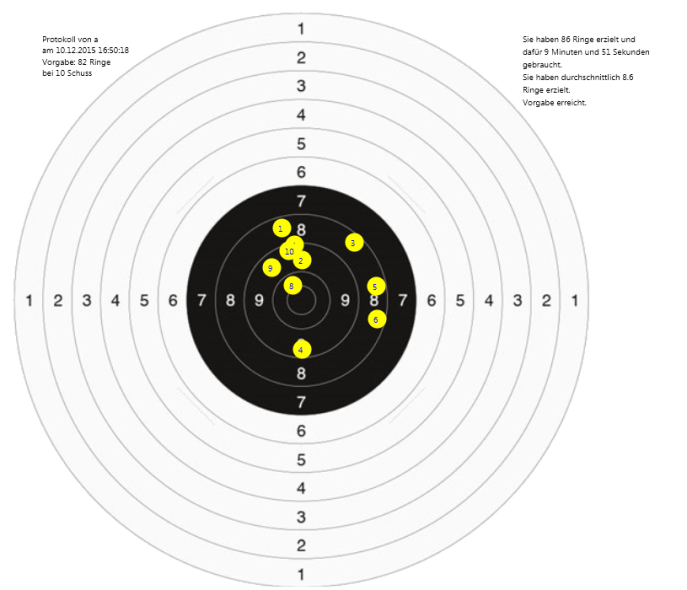 Protokoll von a
am 10.12.2015 16:50:18
Vorgabe: 82 Ringe
bei 10 Schuss
Sie haben 86 Ringe erzielt und
dafür 9 Minuten und 51 Sekunden
gebraucht.
Sie haben durchschnittlich 8.6
Ringe erzielt.
Vorgabe erreicht.
1
2
3
4
5
6
7
1
8
3
10
2
9
8
5
1 2 3 4 5 6 7 8 9 9 8 7 6 5 4 3 2 1
6
4
8
7
6
5
4
3
2
1